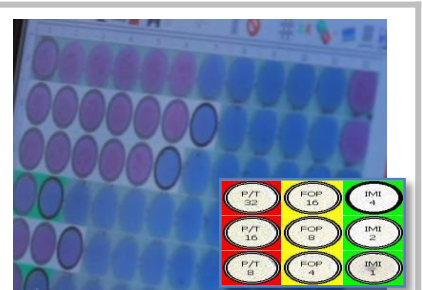 P/T 32
FOP 16
IMI 4
P/T 16
FOP 8
IMI 2
P/T 8
FOP 4
IMI 1